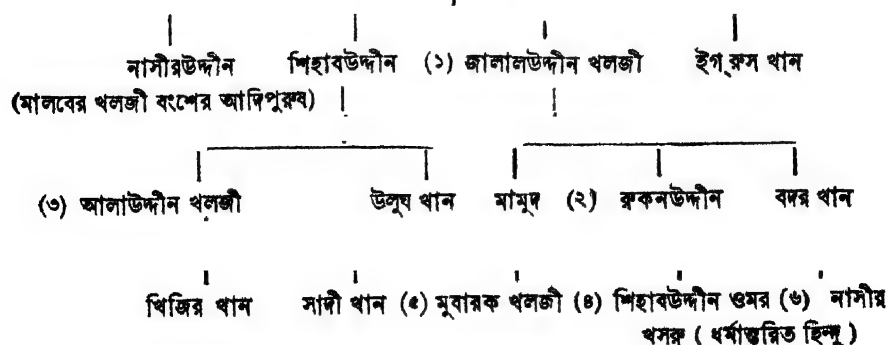 নাসীরউদ্দীন শিহাবউদ্দীন (১) জালালউদ্দীন খলজী ইগ্‌রুস খান
(মালবের খলজী বংশের আদিপুরুষ)
(৩) আলাউদ্দীন খলজী উলুঘ খান মামুদ (২) রুকনউদ্দীন বদর খান
খিজির খান সাদী খান (৫) মুবারক খলজী (৪) শিহাবউদ্দীন ওমর (৬) নাসীর
খসরু ( ধর্মান্তরিত হিন্দু )